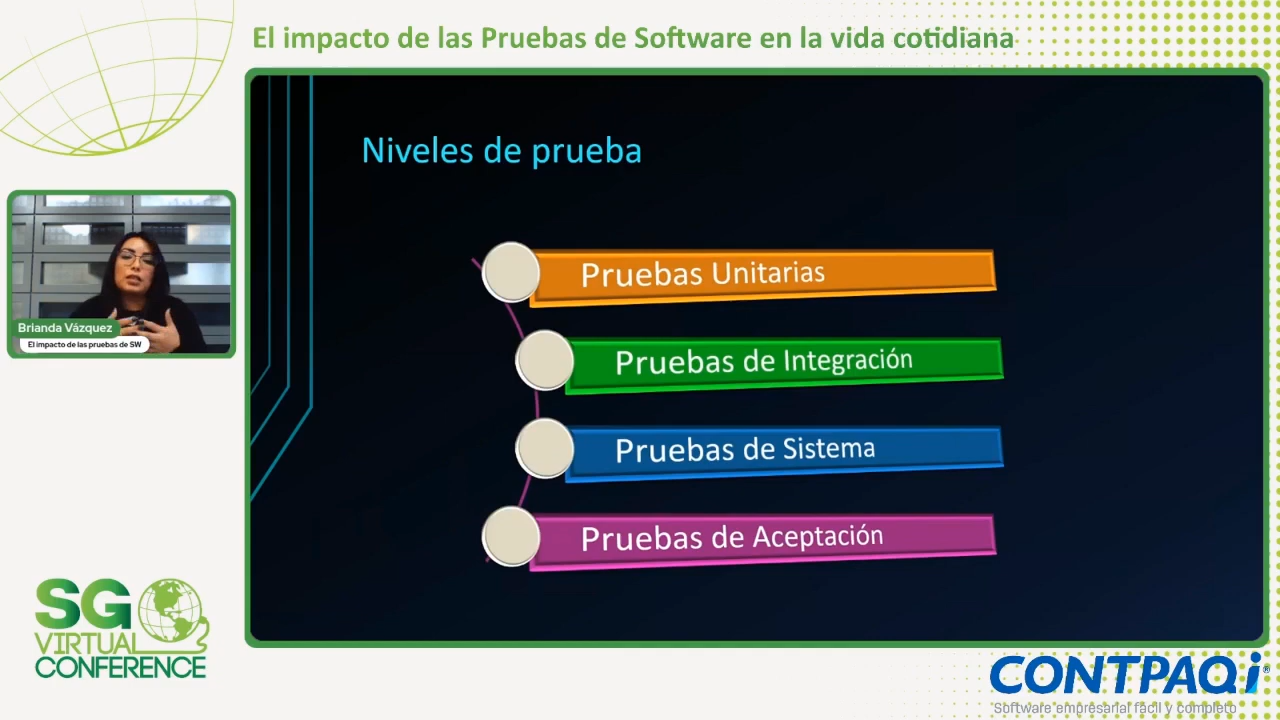 El impacto de las Pruebas de Software en la vida cotidiana
Niveles de prueba
Pruebas Unitarias
Pruebas de Integración
Pruebas de Sistema
Pruebas de Aceptación
Brianda Vázquez
El impacto de las pruebas de SW
SG
VIRTUAL
CONFERENCE
CONTPAQi®
Software empresarial fácil y completo